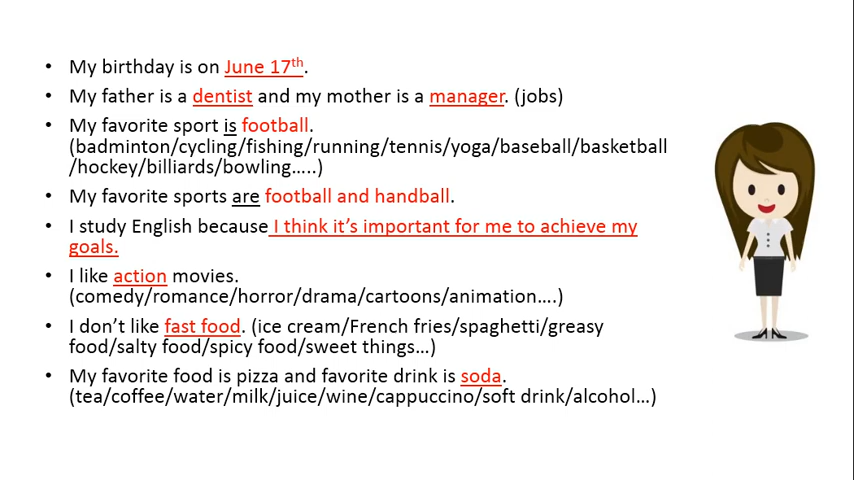 • My birthday is on June 17th.
• My father is a dentist and my mother is a manager. (jobs)
• My favorite sport is football.
(badminton/cycling/fishing/running/tennis/yoga/baseball/basketball
/hockey/billiards/bowling…..)
• My favorite sports are football and handball.
• I study English because I think it’s important for me to achieve my
goals.
• I like action movies.
(comedy/romance/horror/drama/cartoons/animation….)
• I don’t like fast food. (ice cream/French fries/spaghetti/greasy
food/salty food/spicy food/sweet things…)
• My favorite food is pizza and favorite drink is soda.
(tea/coffee/water/milk/juice/wine/cappuccino/soft drink/alcohol…)